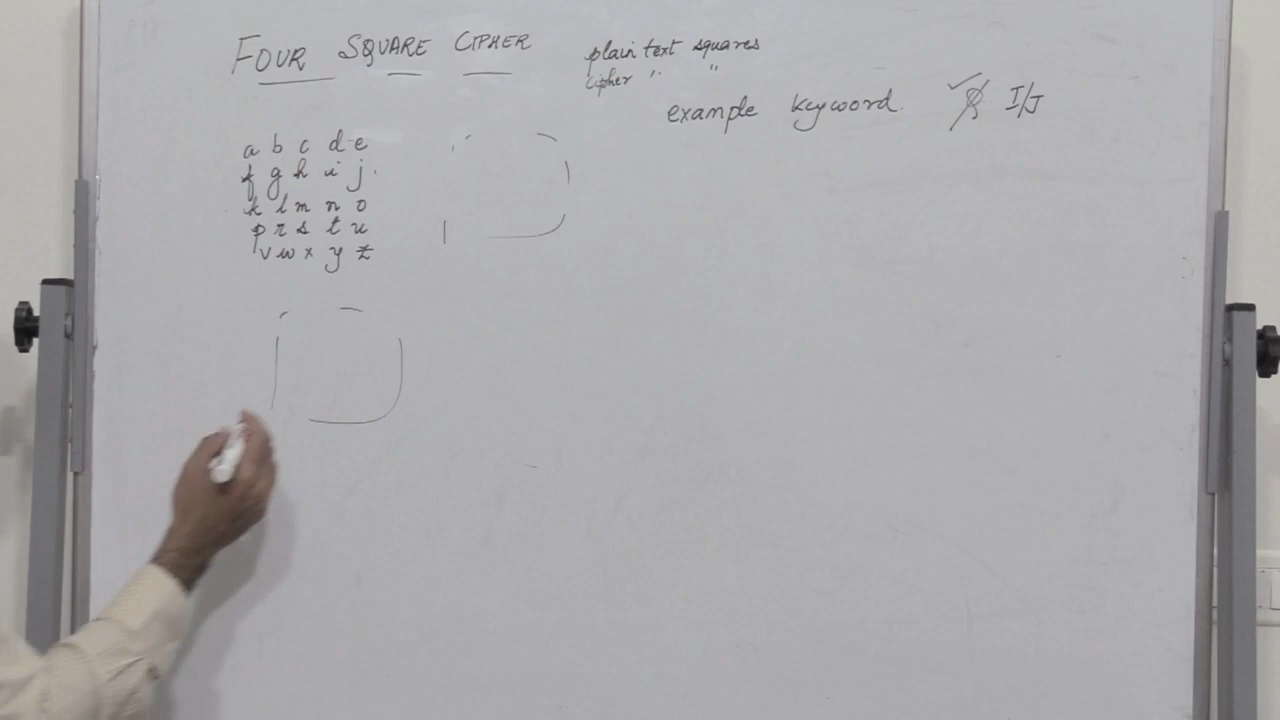 FOUR SQUARE CIPHER
plain text squares
cipher " "
example keyword. ✓ Q I/J
a b c d e
f g h i j
k l m n o
p r s t u
v w x y z